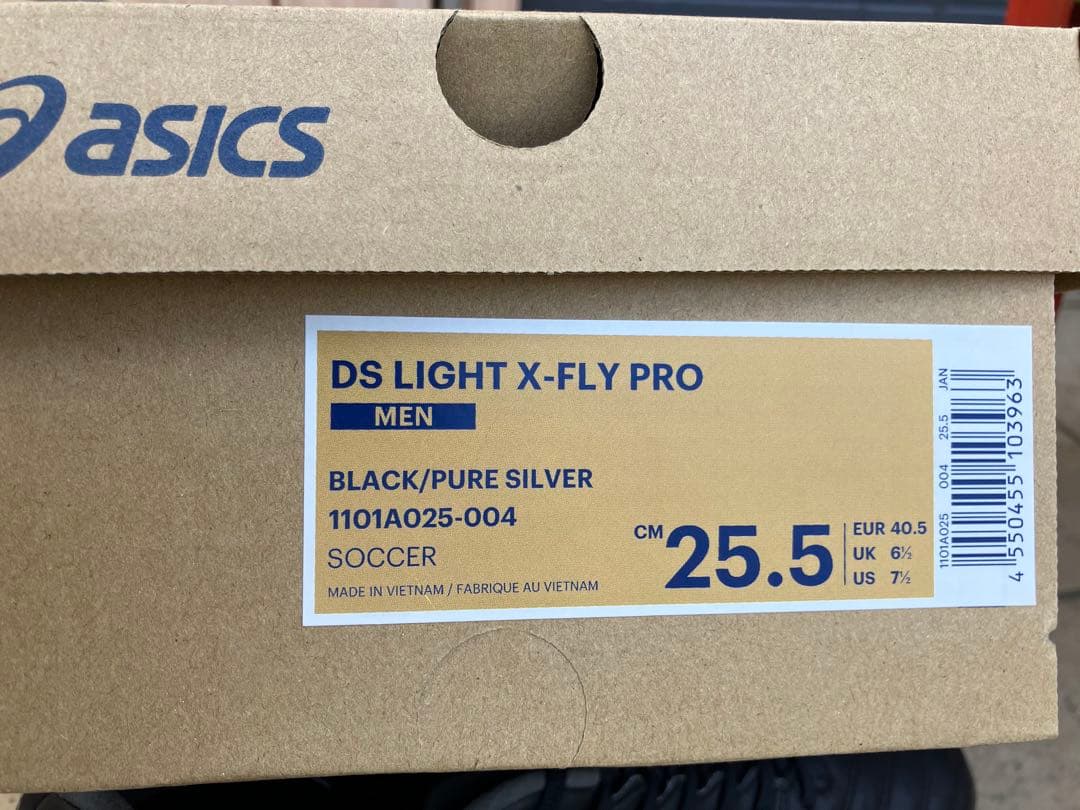 asics
DS LIGHT X-FLY PRO
MEN
BLACK/PURE SILVER
1101A025-004
SOCCER
MADE IN VIETNAM / FABRIQUE AU VIETNAM
CM 25.5
EUR 40.5
UK 6½
US 7½
1101A025 004 25.5 JAN
4 550455 103963